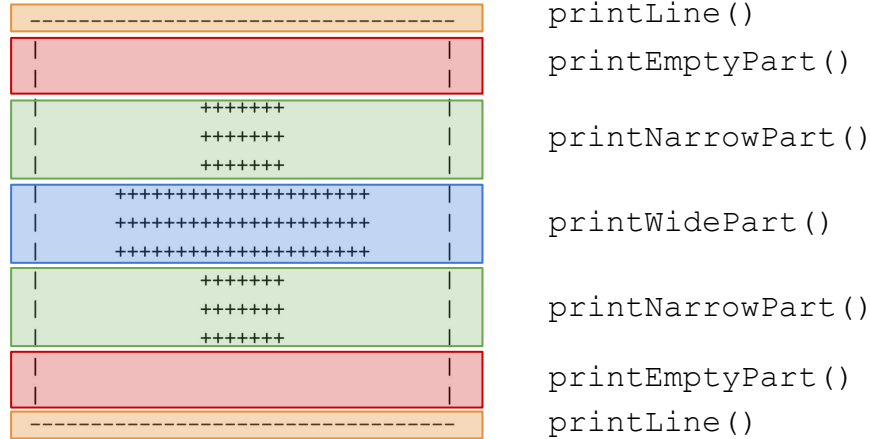 ----------------------------------- printLine()
|                                 | printEmptyPart()
|                                 |
|             +++++++             |
|             +++++++             | printNarrowPart()
|             +++++++             |
|      +++++++++++++++++++++      |
|      +++++++++++++++++++++      | printWidePart()
|      +++++++++++++++++++++      |
|             +++++++             |
|             +++++++             | printNarrowPart()
|             +++++++             |
|                                 | printEmptyPart()
|                                 |
----------------------------------- printLine()